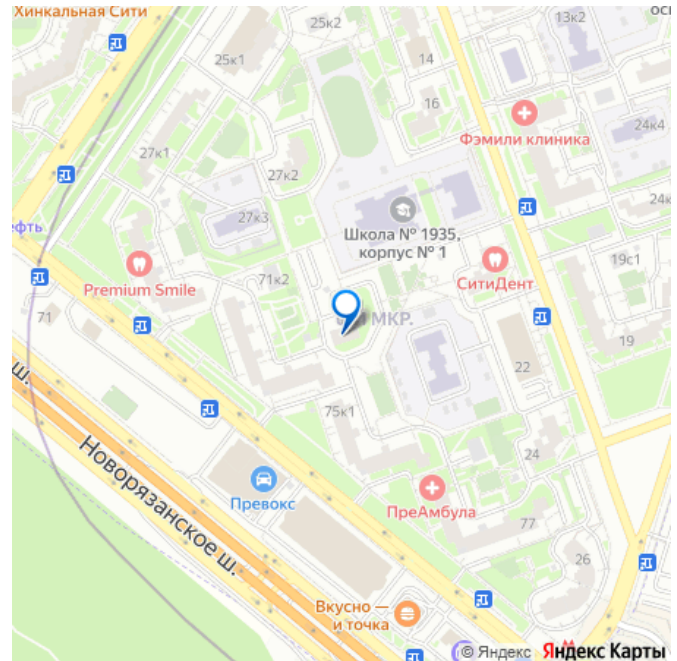 Хинкальная Сити
25к2
13к2
25к1
14
16
24к4
Фэмили клиника
27к1
27к2
27к3
Школа № 1935,
корпус № 1
24к
ефть
71к2
Premium Smile
СитиДент
19с1
71
МКР.
19
22
ш.
75к1
Новорязанское ш.
24
Превокс
ПреАмбула
77
26
Вкусно —
и точка
© Яндекс Яндекс Карты